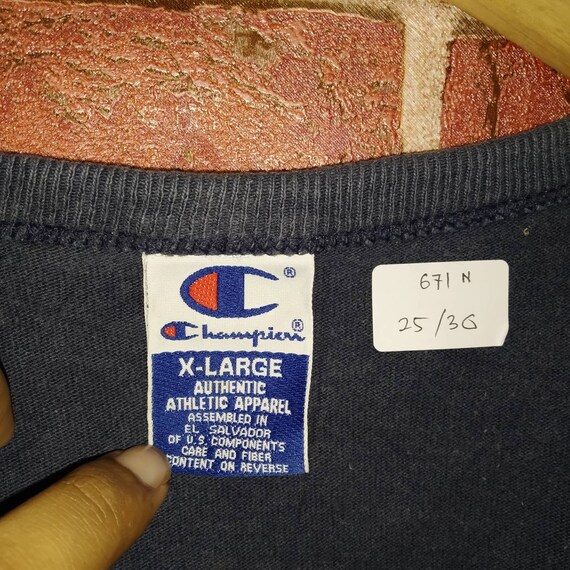 ®
Champion®
X-LARGE
AUTHENTIC
ATHLETIC APPAREL
ASSEMBLED IN
EL SALVADOR
OF U.S. COMPONENTS
CARE AND FIBER
CONTENT ON REVERSE
671 N
25/30